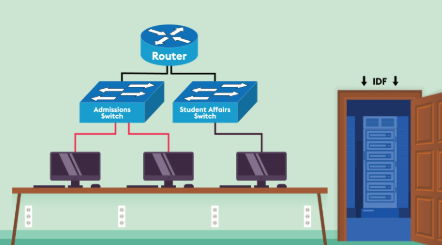 Router
Admissions
Switch
Student Affairs
Switch
↓ IDF ↓